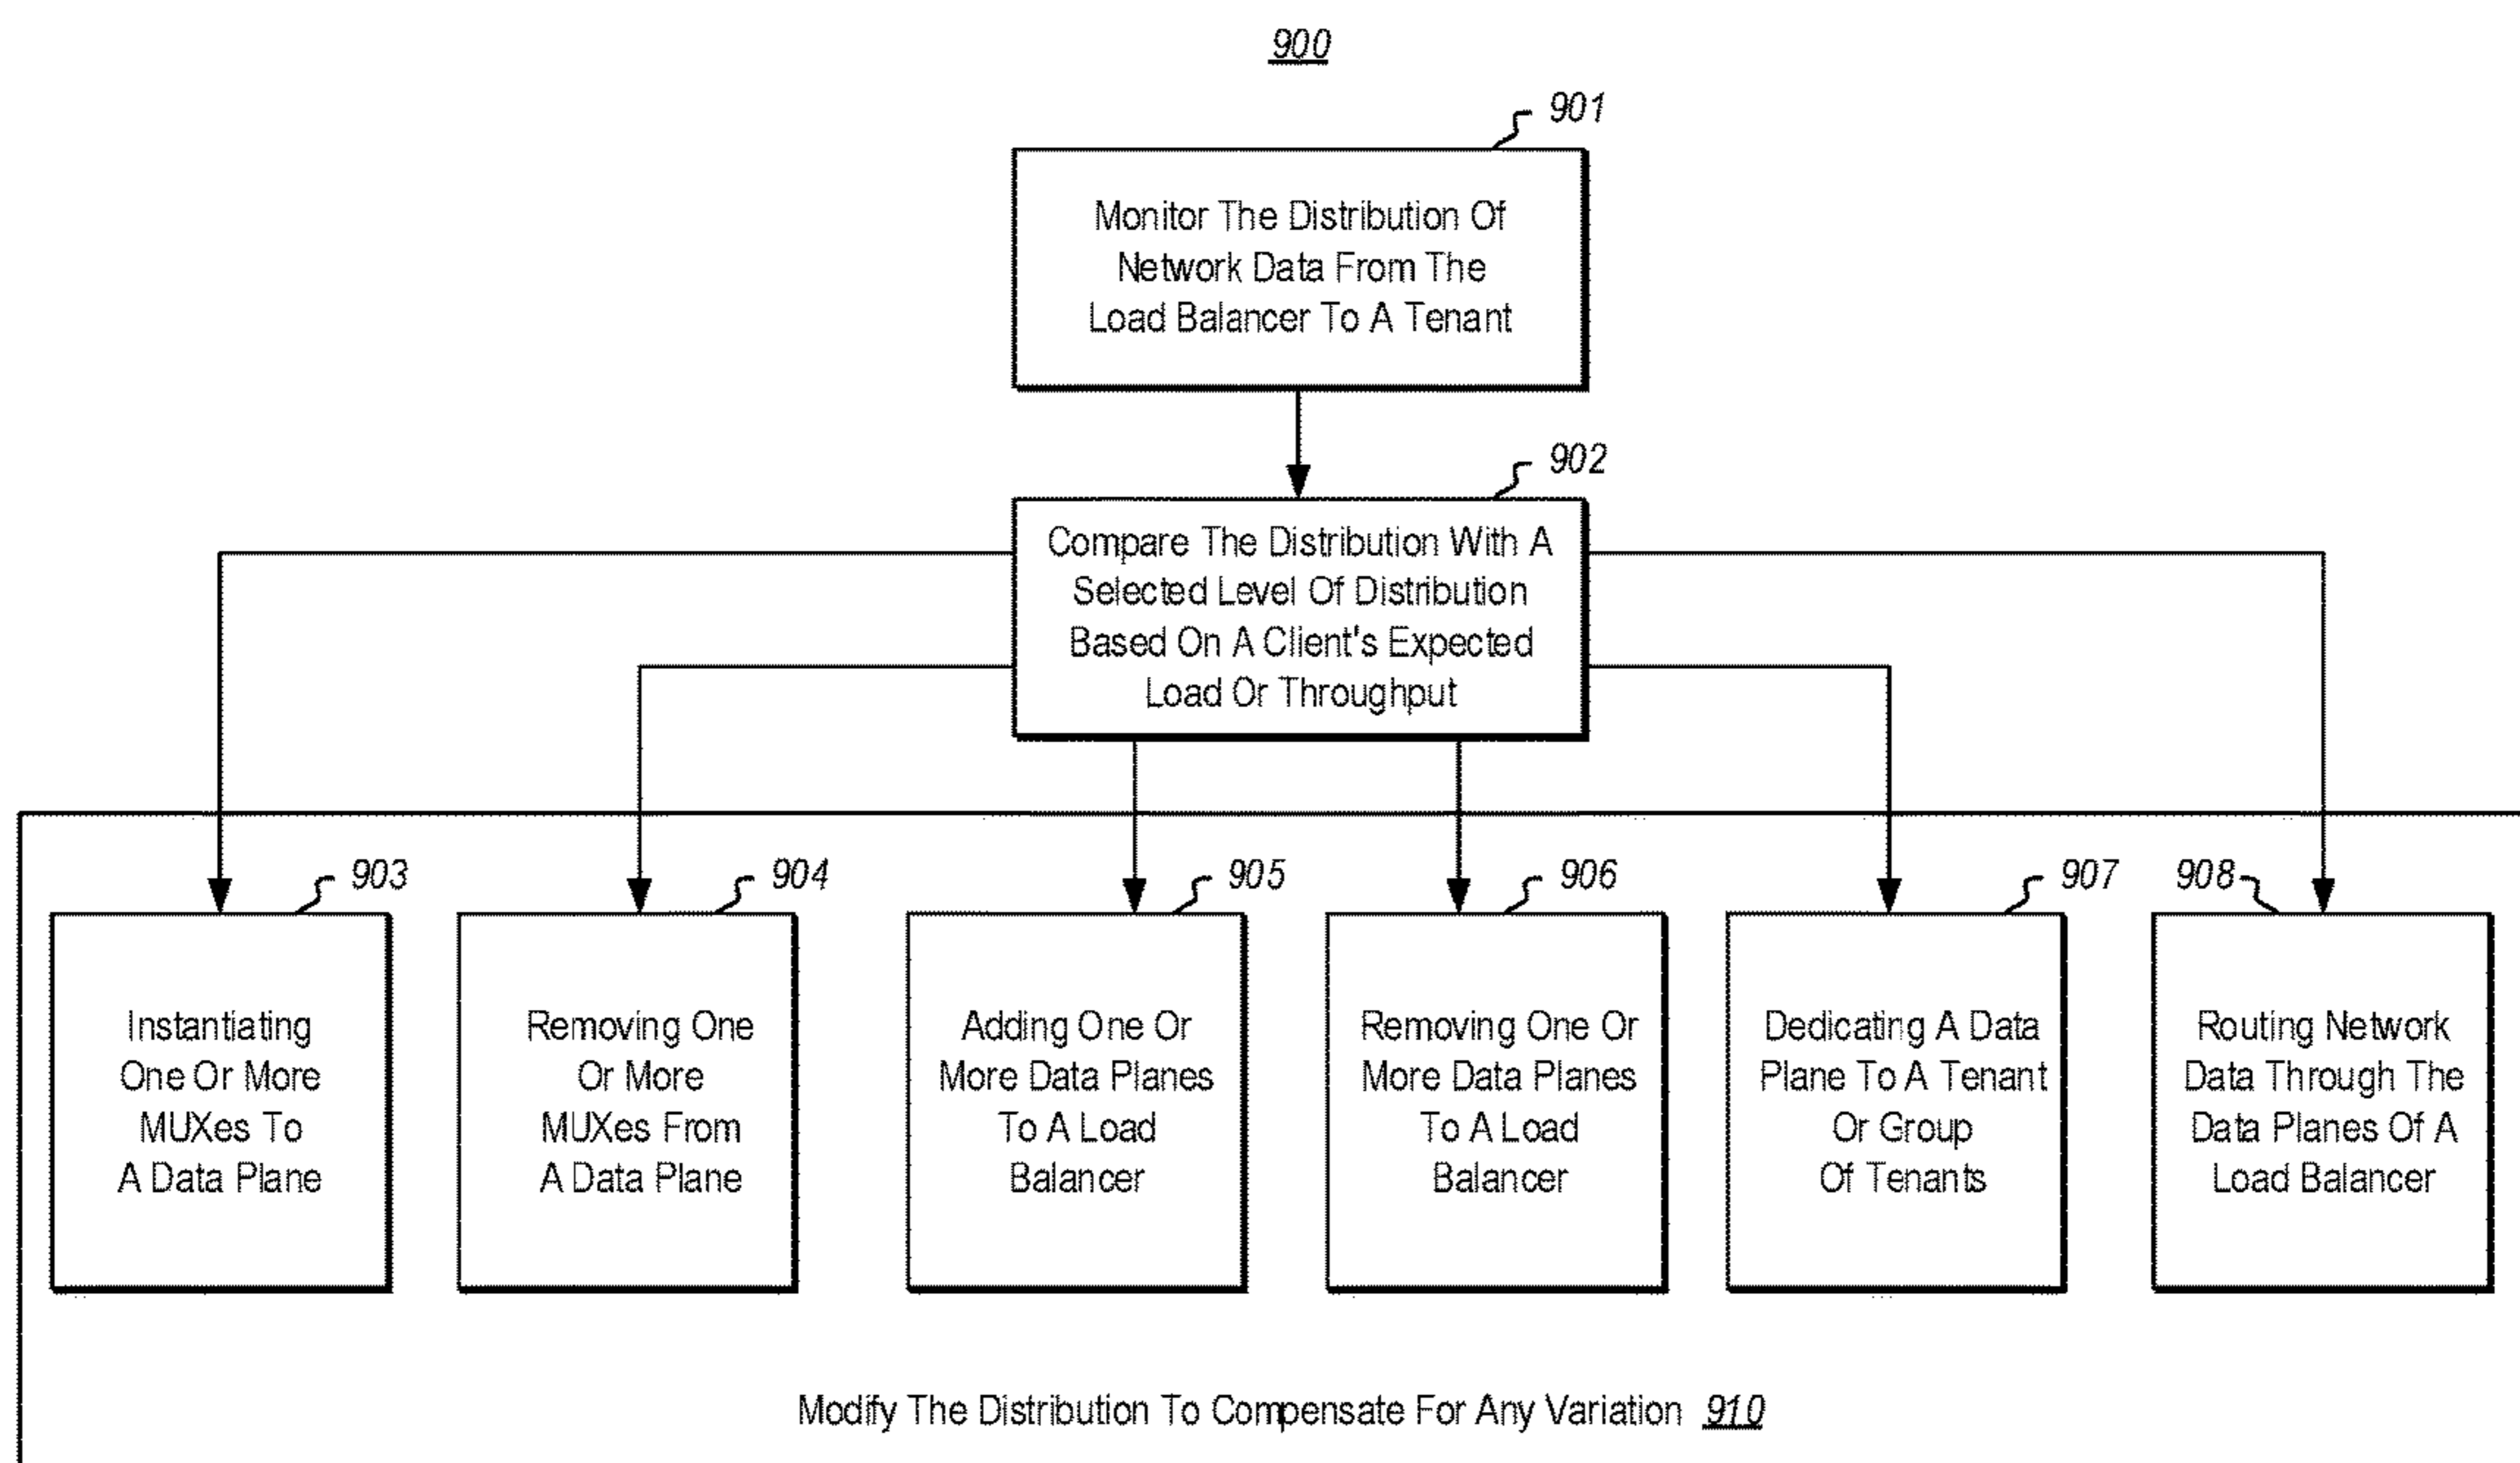 900
901
Monitor The Distribution Of
Network Data From The
Load Balancer To A Tenant
902
Compare The Distribution With A
Selected Level Of Distribution
Based On A Client's Expected
Load Or Throughput
903
Instantiating
One Or More
MUXes To
A Data Plane
904
Removing One
Or More
MUXes From
A Data Plane
905
Adding One Or
More Data Planes
To A Load
Balancer
906
Removing One Or
More Data Planes
To A Load
Balancer
907
Dedicating A Data
Plane To A Tenant
Or Group
Of Tenants
908
Routing Network
Data Through The
Data Planes Of A
Load Balancer
Modify The Distribution To Compensate For Any Variation 910